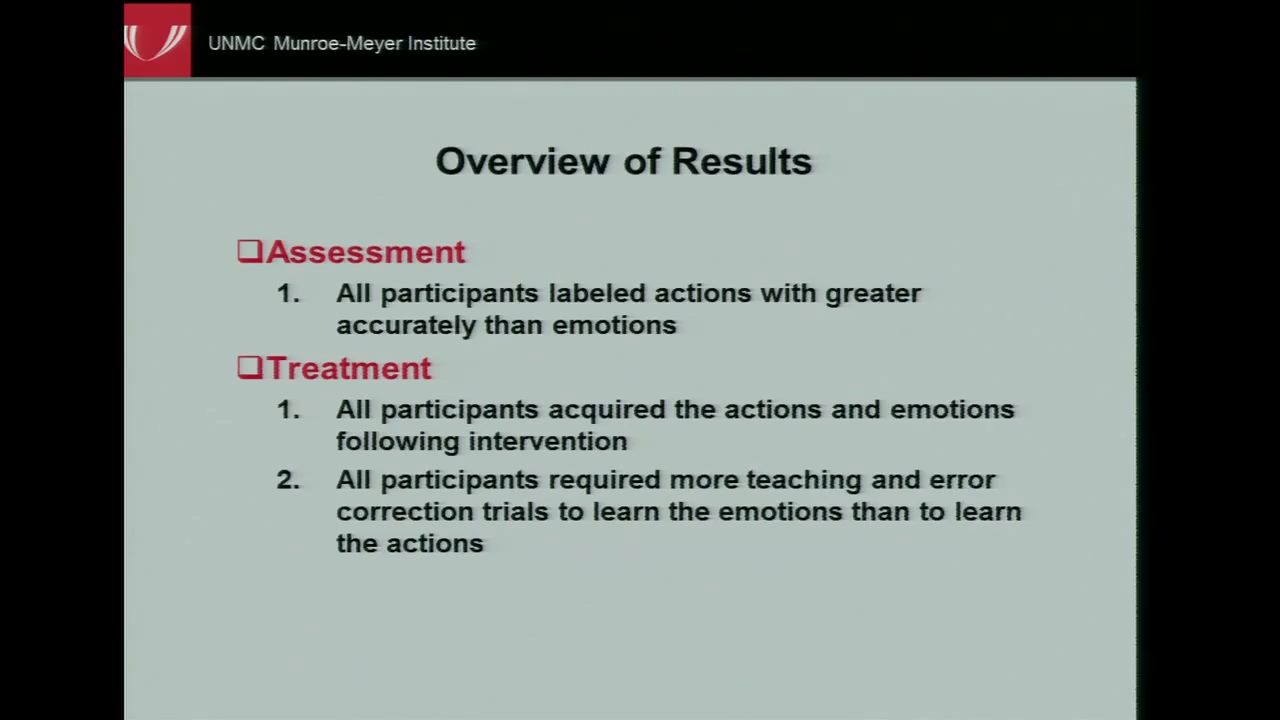 UNMC Munroe-Meyer Institute
Overview of Results
Assessment
1. All participants labeled actions with greater
accurately than emotions
Treatment
1. All participants acquired the actions and emotions
following intervention
2. All participants required more teaching and error
correction trials to learn the emotions than to learn
the actions